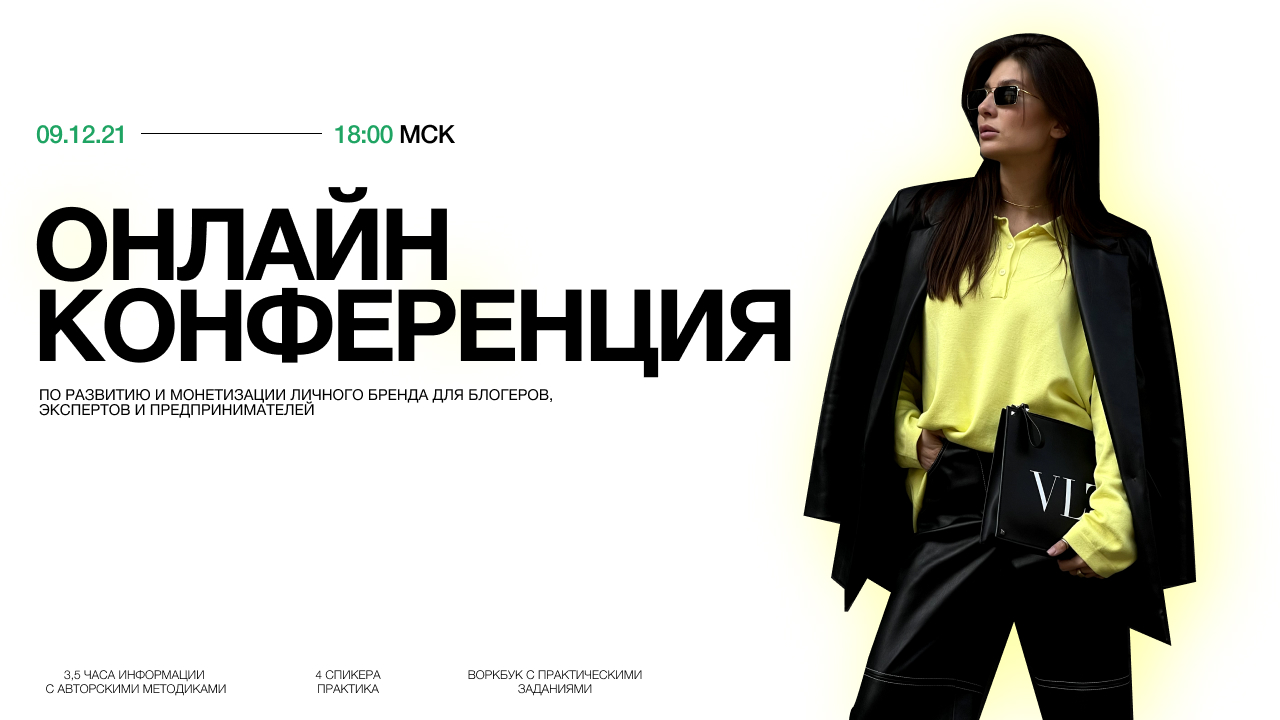 09.12.21 18:00 МСК
ОНЛАЙН
КОНФЕРЕНЦИЯ
ПО РАЗВИТИЮ И МОНЕТИЗАЦИИ ЛИЧНОГО БРЕНДА ДЛЯ БЛОГЕРОВ,
ЭКСПЕРТОВ И ПРЕДПРИНИМАТЕЛЕЙ
VLT
3,5 ЧАСА ИНФОРМАЦИИ
С АВТОРСКИМИ МЕТОДИКАМИ
4 СПИКЕРА
ПРАКТИКА
ВОРКБУК С ПРАКТИЧЕСКИМИ
ЗАДАНИЯМИ